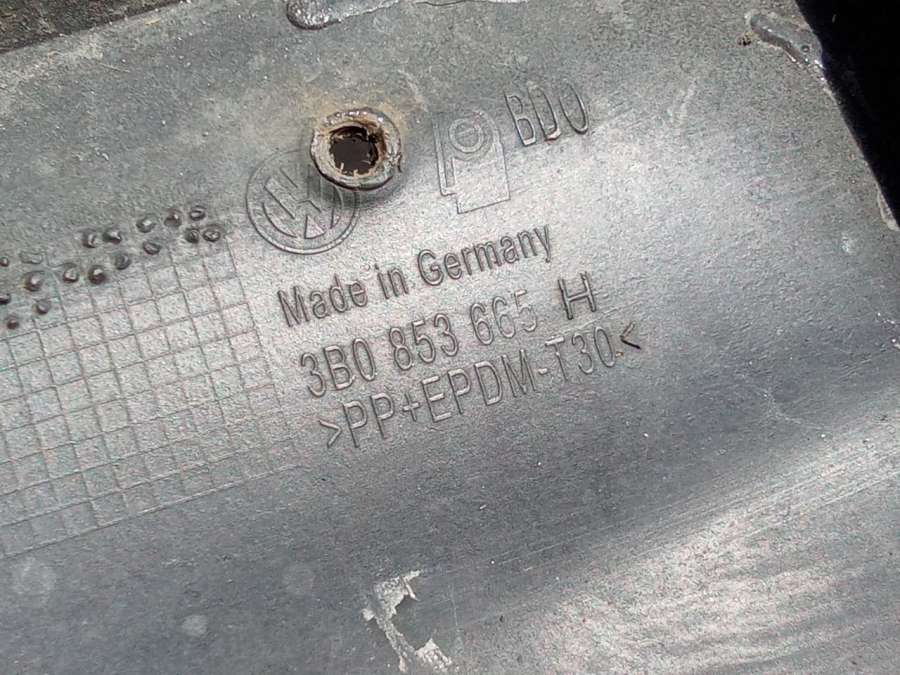 BDO
Made in Germany
3B0 853 665 H
>PP+EPDM-T30<